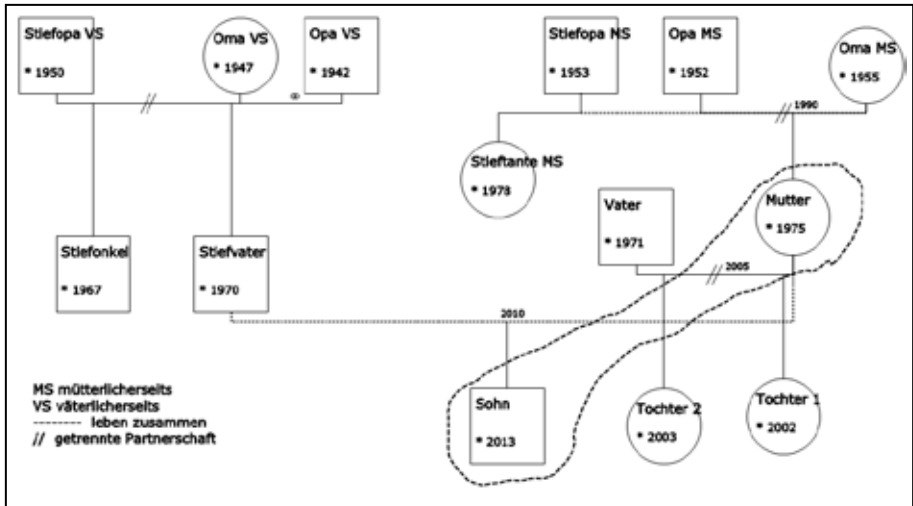 Stiefopa VS
* 1950
Oma VS
* 1947
Opa VS
* 1942
Stiefopa MS
* 1953
Opa MS
* 1952
Oma MS
* 1955
//
//
1990
Stieftante MS
* 1978
Vater
* 1971
Mutter
* 1975
Stiefonkel
* 1967
Stiefvater
* 1970
//
2005
2010
Sohn
* 2013
Tochter 2
* 2003
Tochter 1
* 2002
MS mütterlicherseits
VS väterlicherseits
-------- leben zusammen
// getrennte Partnerschaft